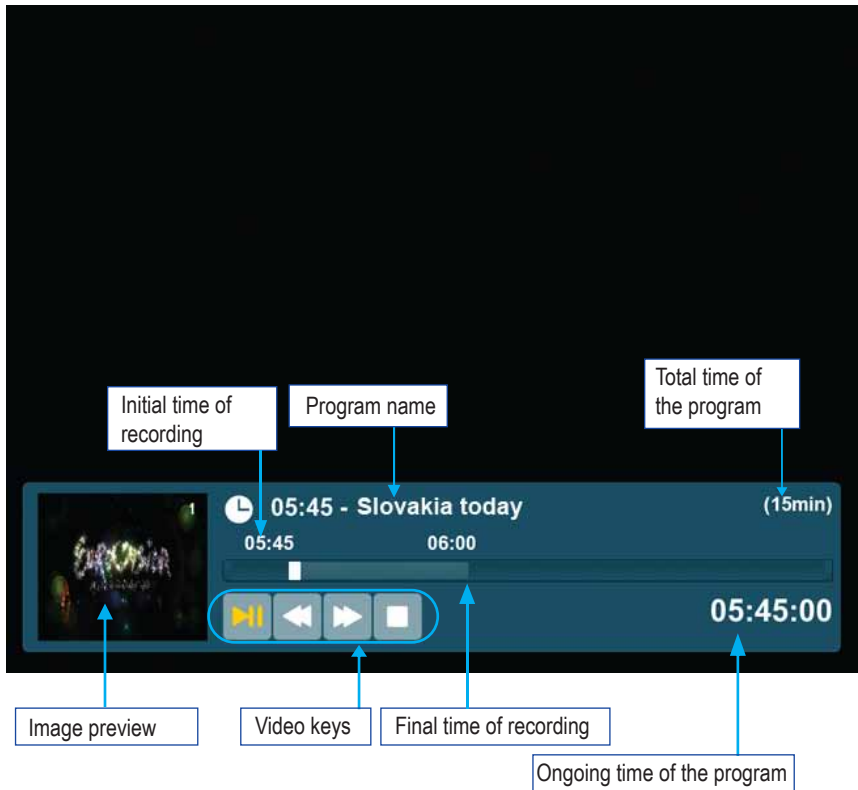 Total time of
the program
Initial time of
recording
Program name
1
05:45 - Slovakia today
(15min)
05:45
06:00
05:45:00
Image preview
Video keys
Final time of recording
Ongoing time of the program